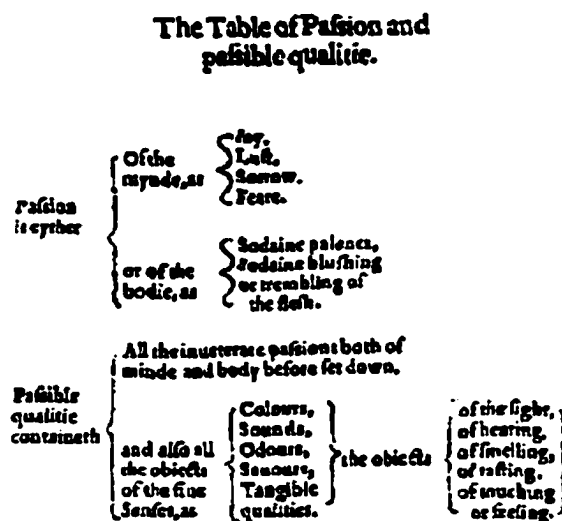 The Table of Paſsion and
paſsible qualitie.
Paſsion
is eyther
Of the
mynde, as
Ioy.
Luſt.
Sorrow.
Feare.
or of the
bodie, as
Sodaine palenes,
ſodaine bluſhing
or trembling of
the fleſh.
Paſsible
qualitie
containeth
All the inueterate paſsions both of
minde and body before ſet down.
and alſo all
the obiects
of the fiue
Senſes, as
Colours,
Sounds,
Odours,
Sauours,
Tangible
qualities.
the obiects
of the ſight,
of hearing,
of ſmelling,
of taſting,
of touching
or feeling.